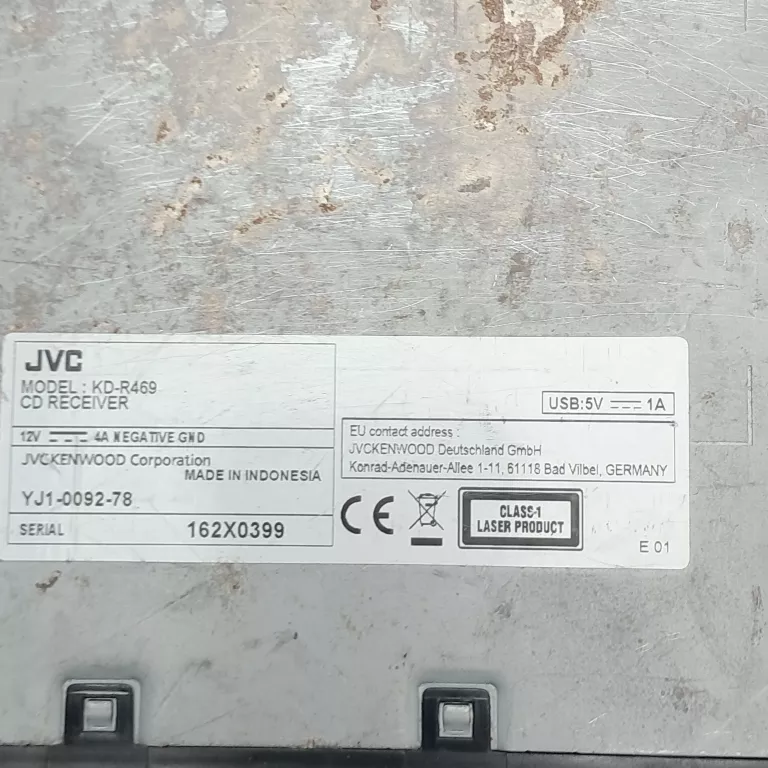 JVC
MODEL : KD-R469
CD RECEIVER
12V 4A NEGATIVE GND
JVCKENWOOD Corporation
MADE IN INDONESIA
YJ1-0092-78
SERIAL 162X0399
USB:5V 1A
EU contact address :
JVCKENWOOD Deutschland GmbH
Konrad-Adenauer-Allee 1-11, 61118 Bad Vilbel, GERMANY
CE
CLASS-1
LASER PRODUCT
E 01